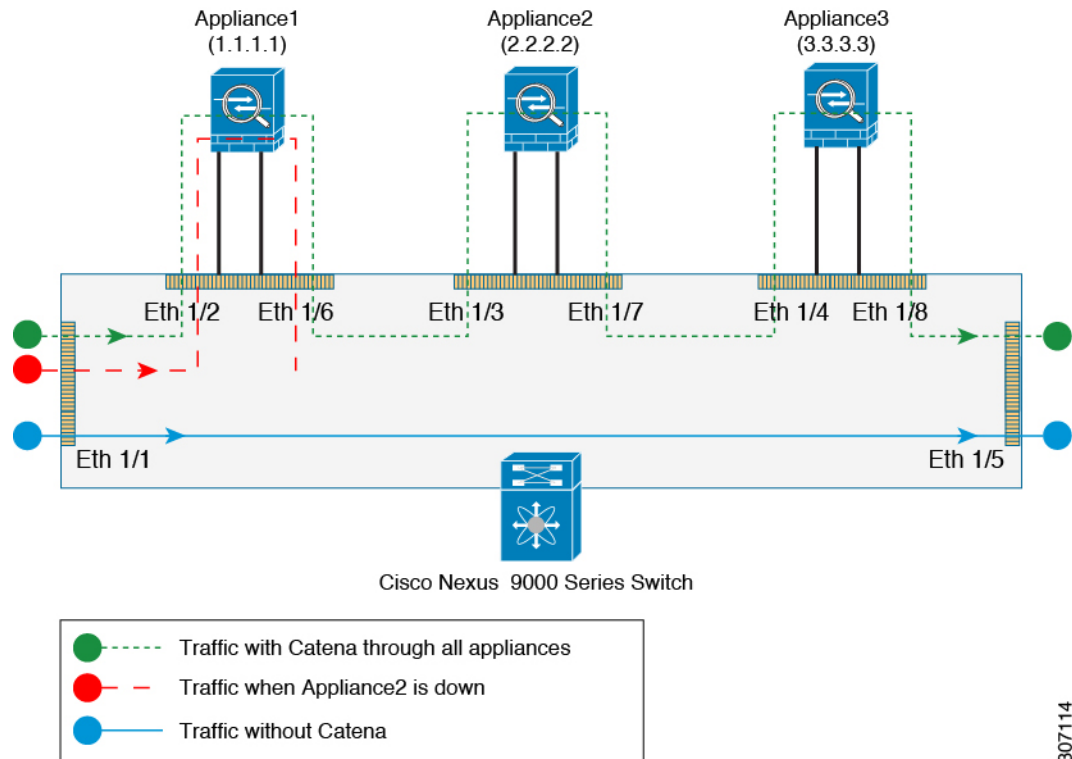 Appliance1
(1.1.1.1)
Appliance2
(2.2.2.2)
Appliance3
(3.3.3.3)
Eth 1/2
Eth 1/6
Eth 1/3
Eth 1/7
Eth 1/4
Eth 1/8
Eth 1/1
Eth 1/5
Cisco Nexus 9000 Series Switch
Traffic with Catena through all appliances
Traffic when Appliance2 is down
Traffic without Catena
307114